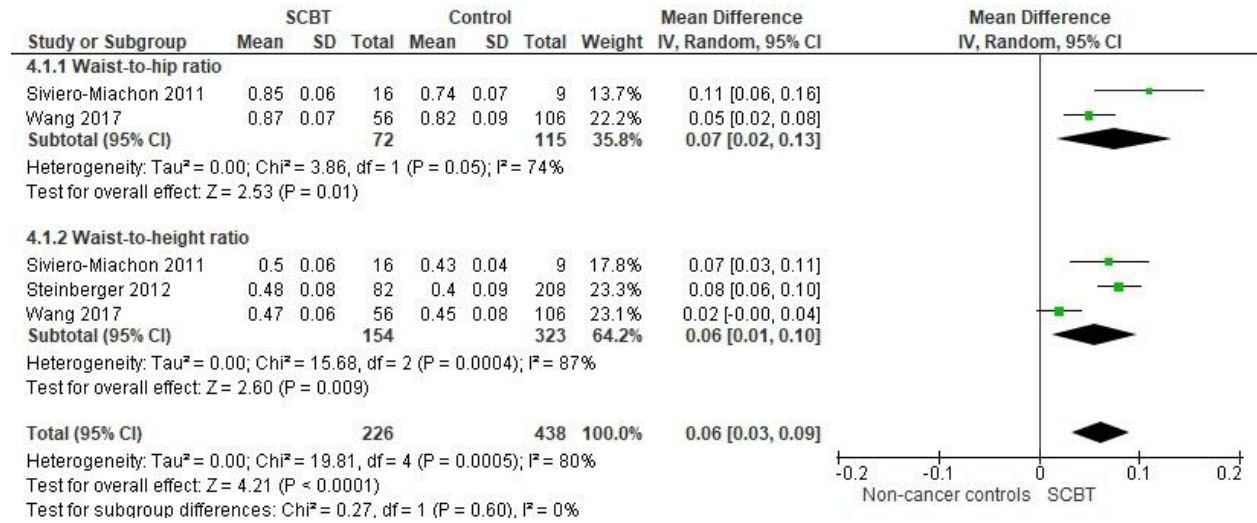 SCBT Control Mean Difference Mean Difference
Study or Subgroup Mean SD Total Mean SD Total Weight IV, Random, 95% CI IV, Random, 95% CI
4.1.1 Waist-to-hip ratio
Siviero-Miachon 2011 0.85 0.06 16 0.74 0.07 9 13.7% 0.11 [0.06, 0.16]
Wang 2017 0.87 0.07 56 0.82 0.09 106 22.2% 0.05 [0.02, 0.08]
Subtotal (95% CI) 72 115 35.8% 0.07 [0.02, 0.13]
Heterogeneity: Tau² = 0.00; Chi² = 3.86, df = 1 (P = 0.05); I² = 74%
Test for overall effect: Z = 2.53 (P = 0.01)
4.1.2 Waist-to-height ratio
Siviero-Miachon 2011 0.5 0.06 16 0.43 0.04 9 17.8% 0.07 [0.03, 0.11]
Steinberger 2012 0.48 0.08 82 0.4 0.09 208 23.3% 0.08 [0.06, 0.10]
Wang 2017 0.47 0.06 56 0.45 0.08 106 23.1% 0.02 [-0.00, 0.04]
Subtotal (95% CI) 154 323 64.2% 0.06 [0.01, 0.10]
Heterogeneity: Tau² = 0.00; Chi² = 15.68, df = 2 (P = 0.0004); I² = 87%
Test for overall effect: Z = 2.60 (P = 0.009)
Total (95% CI) 226 438 100.0% 0.06 [0.03, 0.09]
Heterogeneity: Tau² = 0.00; Chi² = 19.81, df = 4 (P = 0.0005); I² = 80%
Test for overall effect: Z = 4.21 (P < 0.0001)
Test for subgroup differences: Chi² = 0.27, df = 1 (P = 0.60), I² = 0%
-0.2 -0.1 0 0.1 0.2
Non-cancer controls SCBT